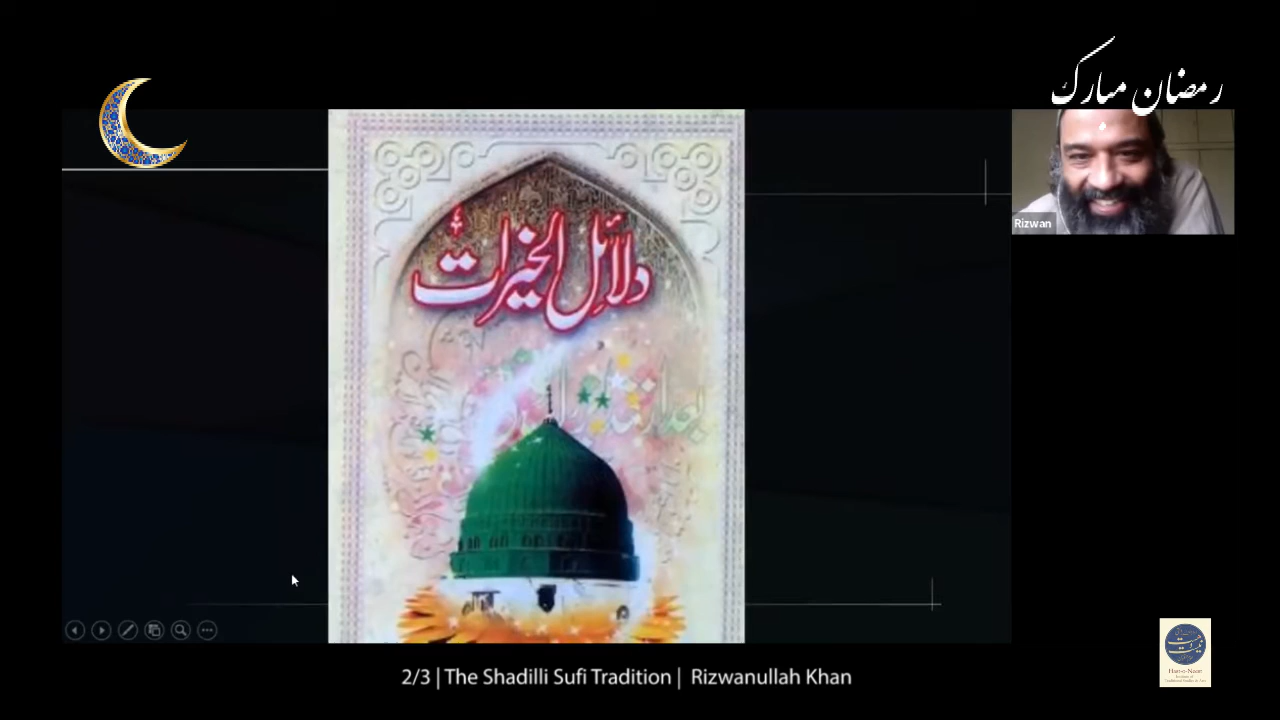 رمضان مبارک
دلائل الخیرات
Rizwan
2/3 | The Shadilli Sufi Tradition | Rizwanullah Khan